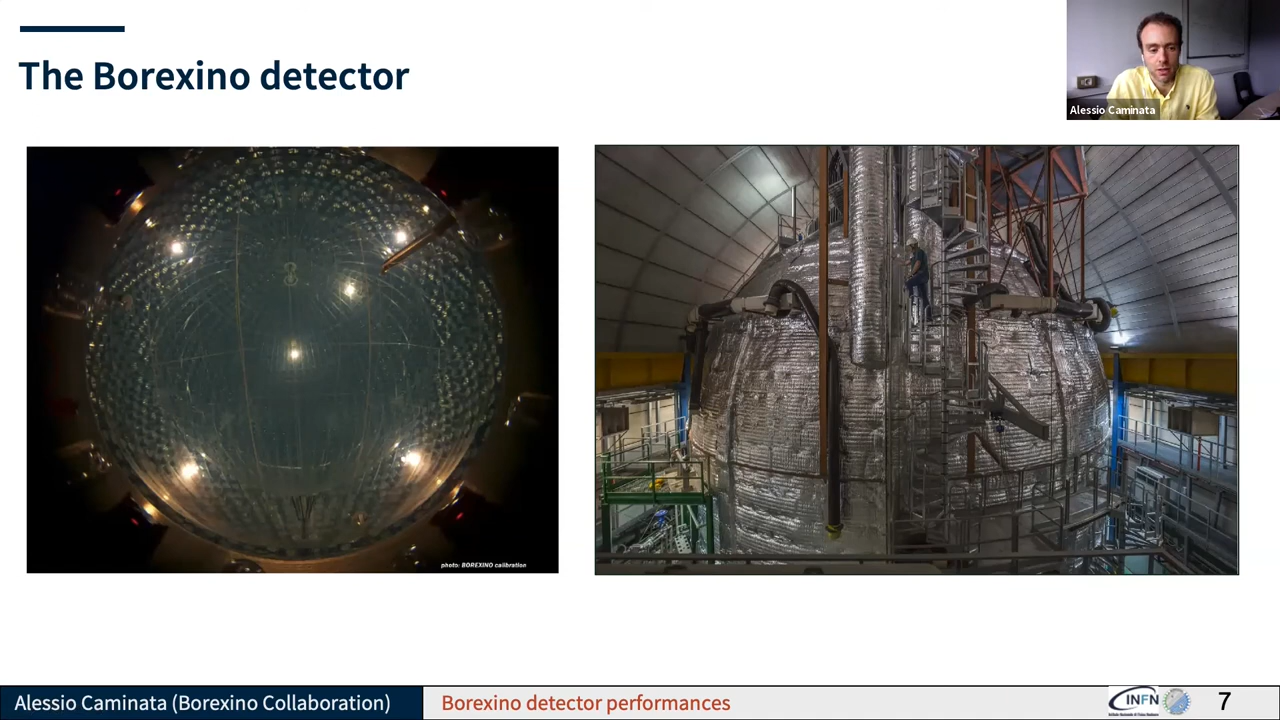 The Borexino detector
Alessio Caminata
photo: BOREXINO calibration
Alessio Caminata (Borexino Collaboration)
Borexino detector performances
INFN
7